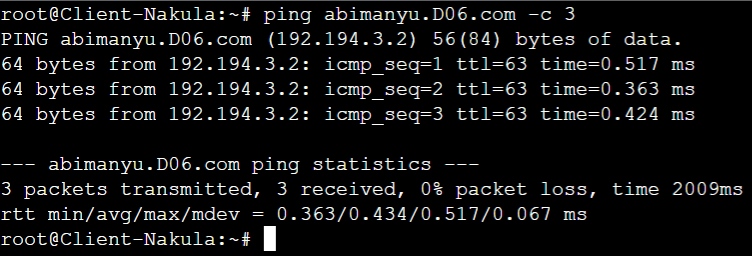 root@Client-Nakula:~# ping abimanyu.D06.com -c 3
PING abimanyu.D06.com (192.194.3.2) 56(84) bytes of data.
64 bytes from 192.194.3.2: icmp_seq=1 ttl=63 time=0.517 ms
64 bytes from 192.194.3.2: icmp_seq=2 ttl=63 time=0.363 ms
64 bytes from 192.194.3.2: icmp_seq=3 ttl=63 time=0.424 ms
--- abimanyu.D06.com ping statistics ---
3 packets transmitted, 3 received, 0% packet loss, time 2009ms
rtt min/avg/max/mdev = 0.363/0.434/0.517/0.067 ms
root@Client-Nakula:~#